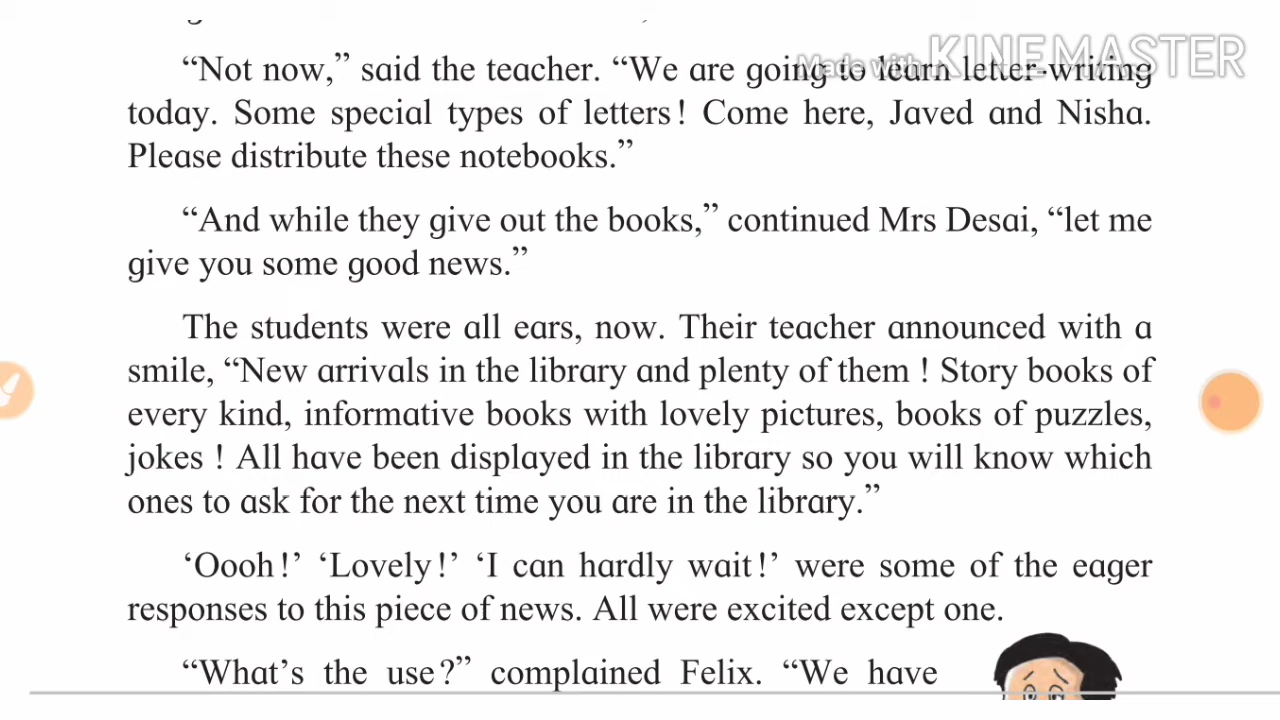 “Not now,” said the teacher. “We are going to learn letter-writing
Made with KINEMASTER
today. Some special types of letters! Come here, Javed and Nisha.
Please distribute these notebooks.”
“And while they give out the books,” continued Mrs Desai, “let me
give you some good news.”
The students were all ears, now. Their teacher announced with a
smile, “New arrivals in the library and plenty of them ! Story books of
every kind, informative books with lovely pictures, books of puzzles,
jokes ! All have been displayed in the library so you will know which
ones to ask for the next time you are in the library.”
‘Oooh!’ ‘Lovely!’ ‘I can hardly wait!’ were some of the eager
responses to this piece of news. All were excited except one.
“What’s the use?” complained Felix. “We have